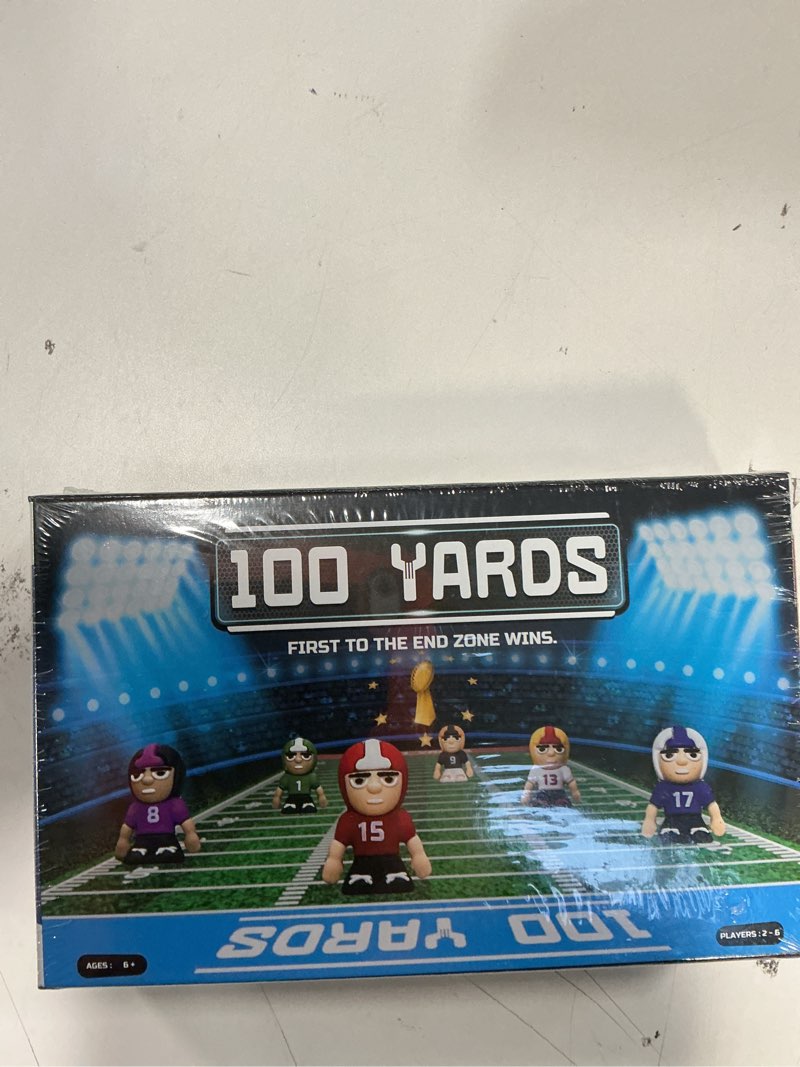 100 YARDS
FIRST TO THE END ZONE WINS.
9
1
13
8
17
15
100 YARDS
AGES: 6+
PLAYERS: 2 - 6